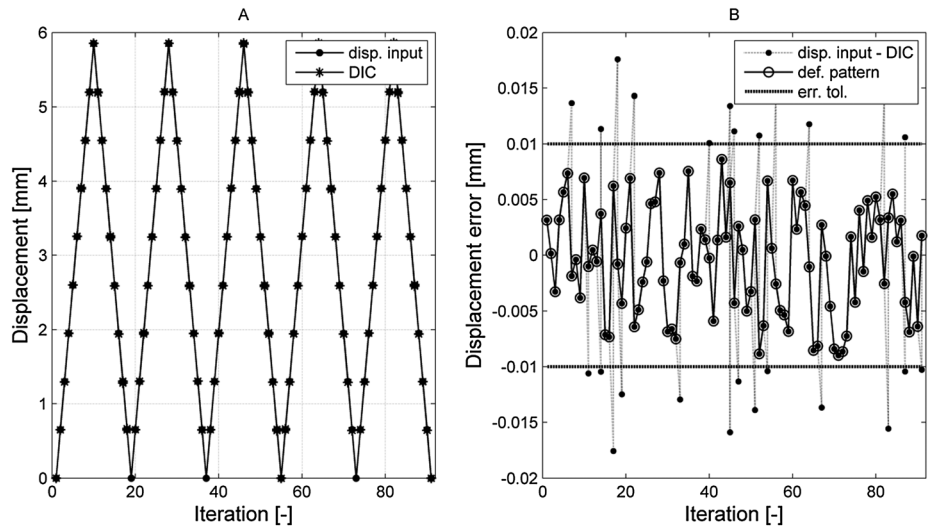 A
disp. input
DIC
Displacement [mm]
6
5
4
3
2
1
0
0
20
40
60
80
Iteration [-]
B
disp. input - DIC
def. pattern
err. tol.
Displacement error [mm]
0.02
0.015
0.01
0.005
0
-0.005
-0.01
-0.015
-0.02
0
20
40
60
80
Iteration [-]